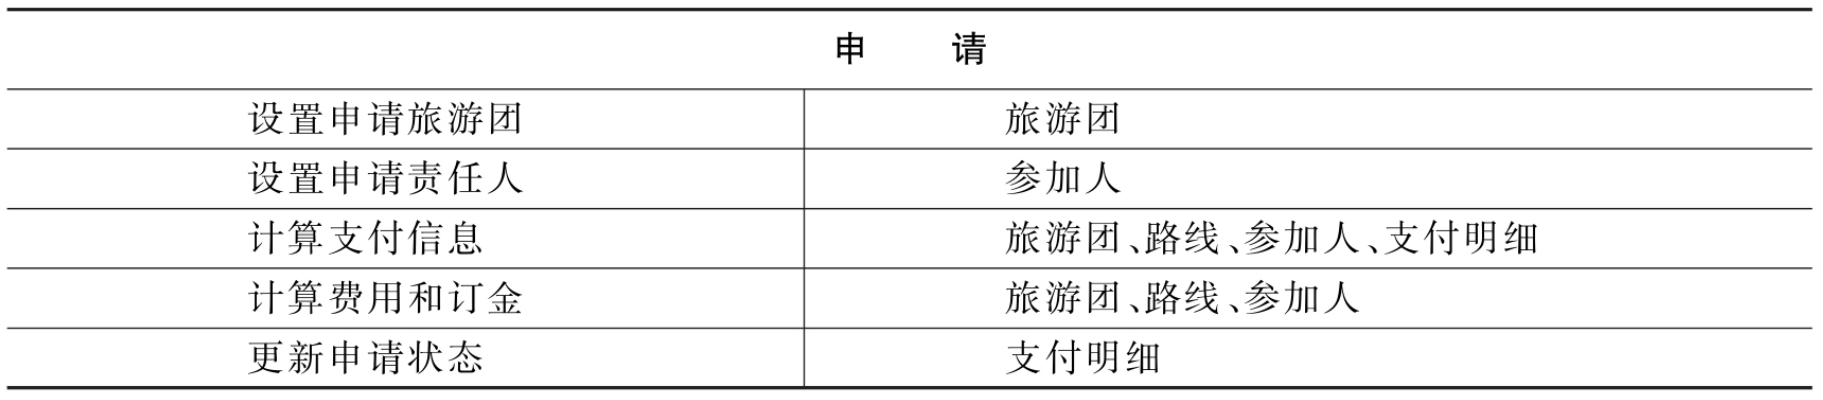 申 请
设置申请旅游团 旅游团
设置申请责任人 参加人
计算支付信息 旅游团、路线、参加人、支付明细
计算费用和订金 旅游团、路线、参加人
更新申请状态 支付明细